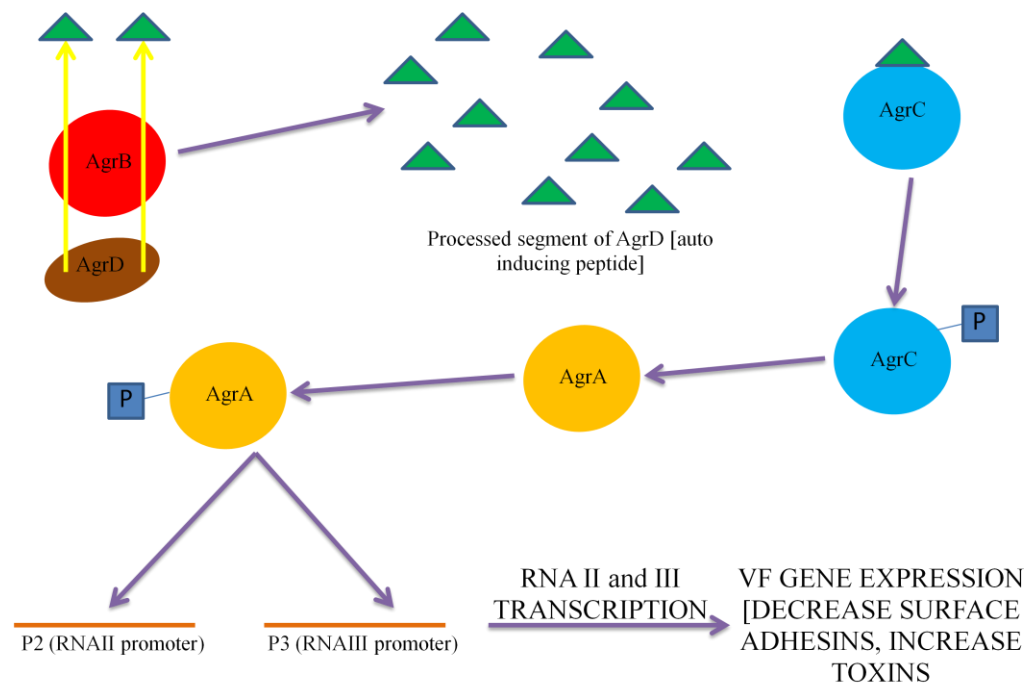 AgrB
AgrD
Processed segment of AgrD [auto
inducing peptide]
AgrC
AgrC
P
AgrA
AgrA
P
P2 (RNAII promoter)
P3 (RNAIII promoter)
RNA II and III
TRANSCRIPTION
VF GENE EXPRESSION
[DECREASE SURFACE
ADHESINS, INCREASE
TOXINS